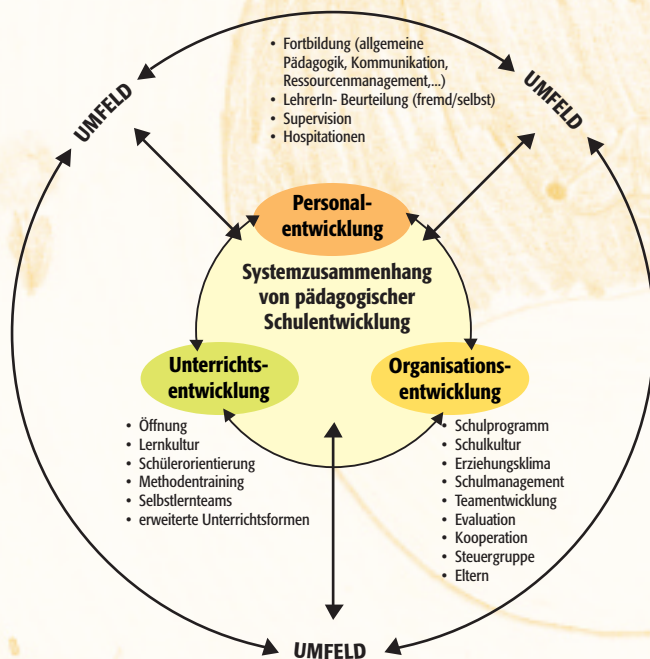 • Fortbildung (allgemeine
Pädagogik, Kommunikation,
Ressourcenmanagement,...)
• LehrerIn- Beurteilung (fremd/selbst)
• Supervision
• Hospitationen
UMFELD
UMFELD
Personal-
entwicklung
Systemzusammenhang
von pädagogischer
Schulentwicklung
Unterrichts-
entwicklung
Organisations-
entwicklung
• Öffnung
• Lernkultur
• Schülerorientierung
• Methodentraining
• Selbstlernteams
• erweiterte Unterrichtsformen
• Schulprogramm
• Schulkultur
• Erziehungsklima
• Schulmanagement
• Teamentwicklung
• Evaluation
• Kooperation
• Steuergruppe
• Eltern
UMFELD